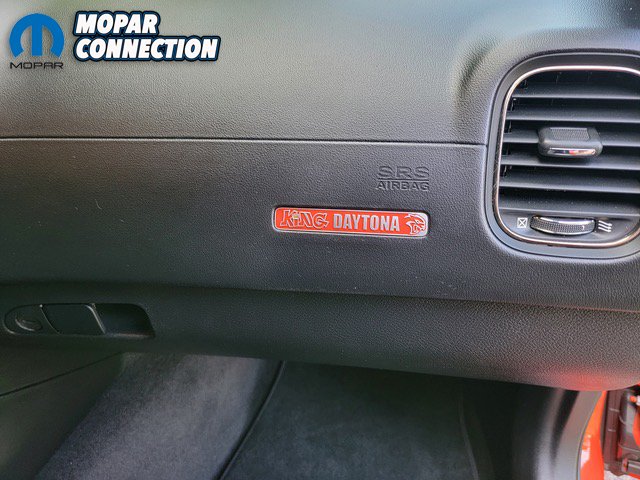 MOPAR
CONNECTION
MOPAR
SRS
AIRBAG
KING DAYTONA